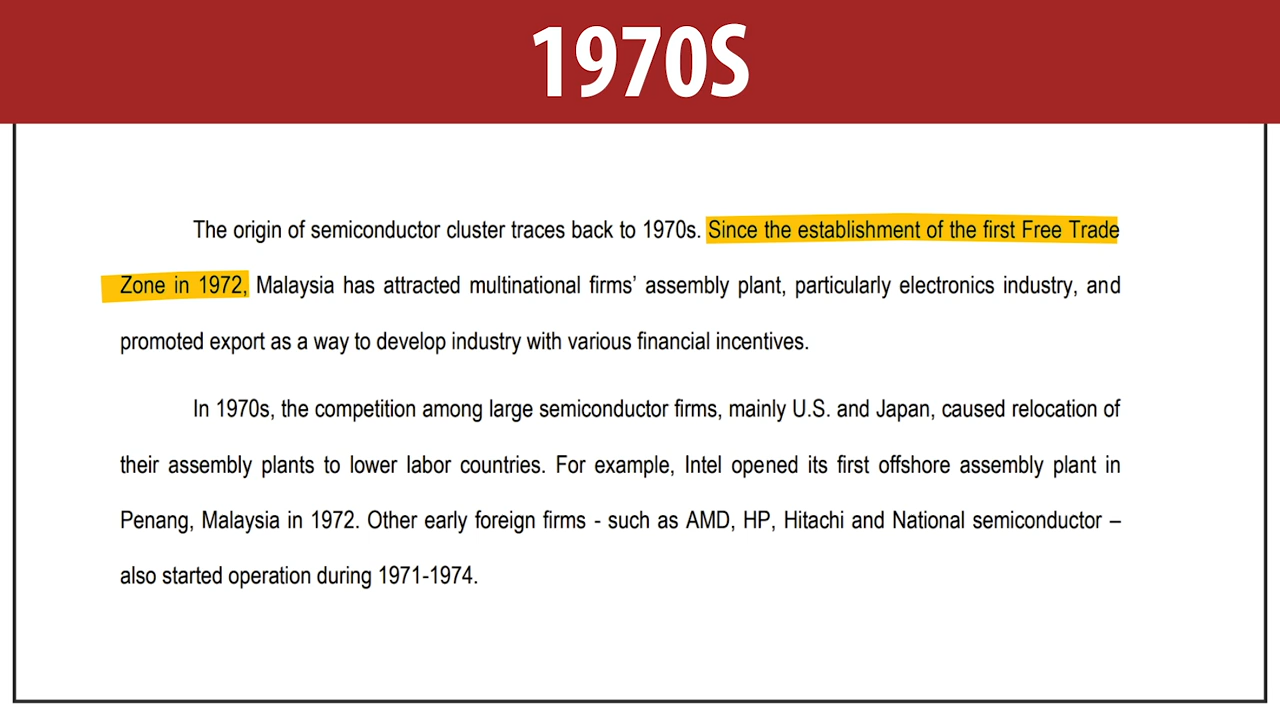 1970S
The origin of semiconductor cluster traces back to 1970s. Since the establishment of the first Free Trade
Zone in 1972, Malaysia has attracted multinational firms’ assembly plant, particularly electronics industry, and
promoted export as a way to develop industry with various financial incentives.
In 1970s, the competition among large semiconductor firms, mainly U.S. and Japan, caused relocation of
their assembly plants to lower labor countries. For example, Intel opened its first offshore assembly plant in
Penang, Malaysia in 1972. Other early foreign firms - such as AMD, HP, Hitachi and National semiconductor –
also started operation during 1971-1974.